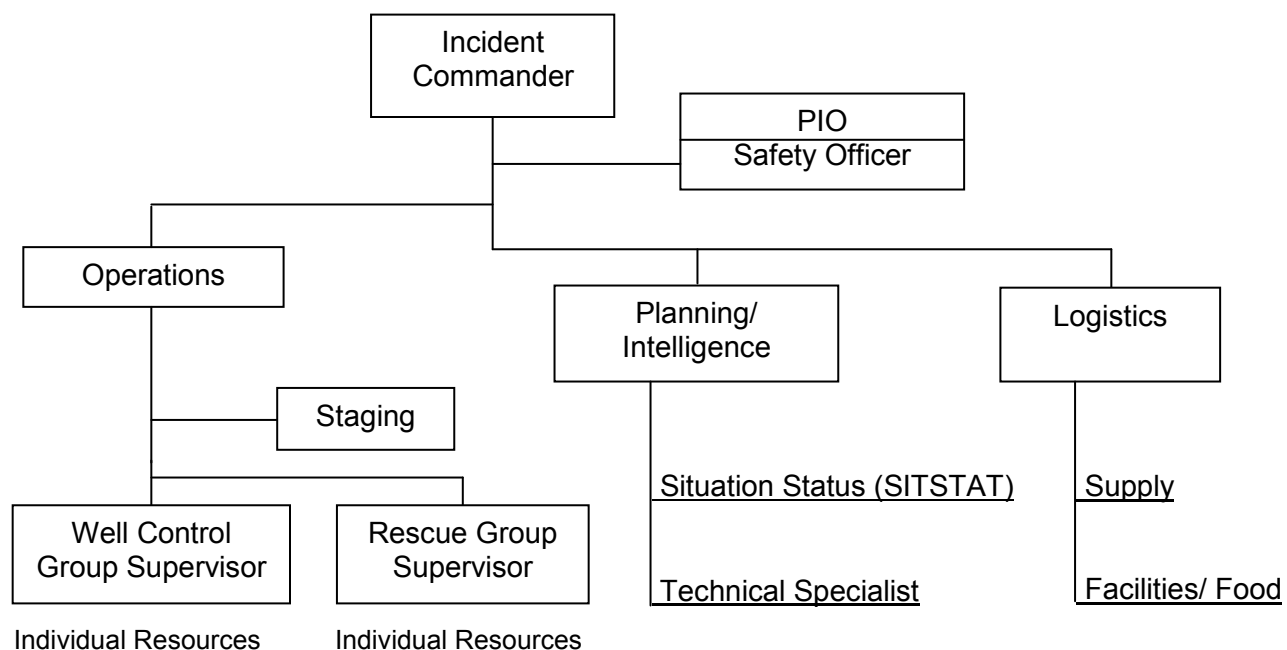 Incident
Commander
PIO
Safety Officer
Operations
Planning/
Intelligence
Logistics
Staging
Situation Status (SITSTAT)
Supply
Well Control
Group Supervisor
Rescue Group
Supervisor
Technical Specialist
Facilities/ Food
Individual Resources
Individual Resources